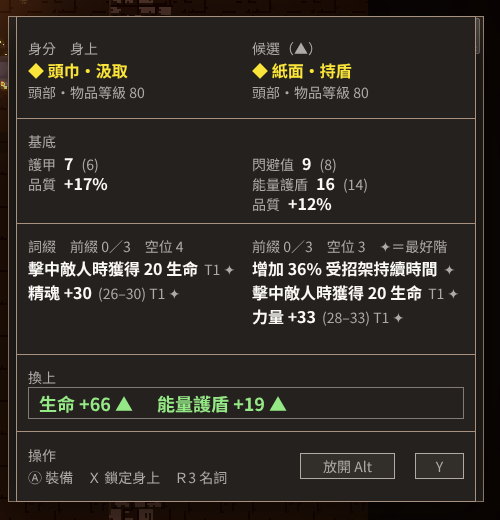 身分 身上
◆ 頭巾・汲取
頭部・物品等級 80
候選（▲）
◆ 紙面・持盾
頭部・物品等級 80
基底
護甲 7 (6)
品質 +17%
閃避值 9 (8)
能量護盾 16 (14)
品質 +12%
詞綴 前綴 0／3 空位 4
擊中敵人時獲得 20 生命 T1 ✦
精魂 +30 (26–30) T1 ✦
前綴 0／3 空位 3 ✦＝最好階
增加 36% 受招架持續時間 ✦
擊中敵人時獲得 20 生命 T1 ✦
力量 +33 (28–33) T1 ✦
換上
生命 +66 ▲ 能量護盾 +19 ▲
操作
Ⓐ 裝備 X 鎖定身上 R3 名詞
放開 Alt
Y